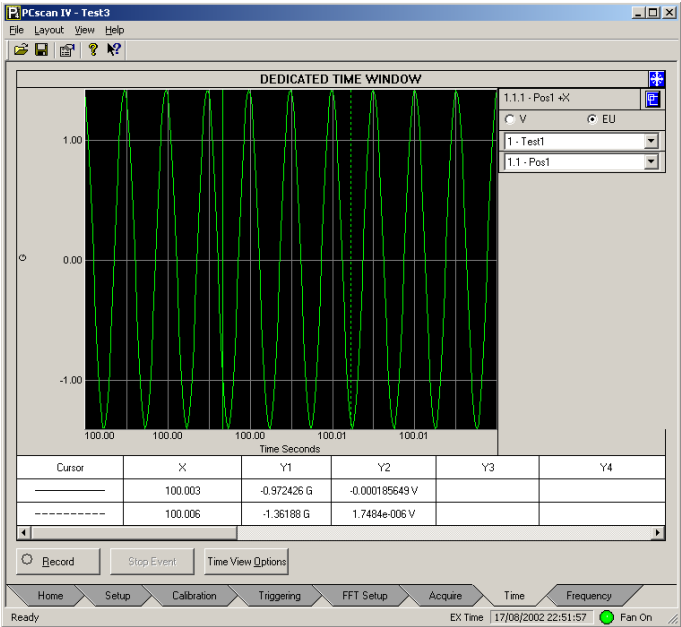 PCscan IV - Test3
File Layout View Help
DEDICATED TIME WINDOW
1.1.1 - Pos1 +X
V EU
1 - Test1
1.1 - Pos1
1.00
G
0.00
-1.00
100.00 100.00 100.00 100.01 100.01
Time Seconds
Cursor X Y1 Y2 Y3 Y4
100.003 -0.972426 G -0.000185649 V
100.006 -1.36188 G 1.7484e-006 V
Record Stop Event Time View Options
Home Setup Calibration Triggering FFT Setup Acquire Time Frequency
Ready EX Time 17/08/2002 22:51:57 Fan On